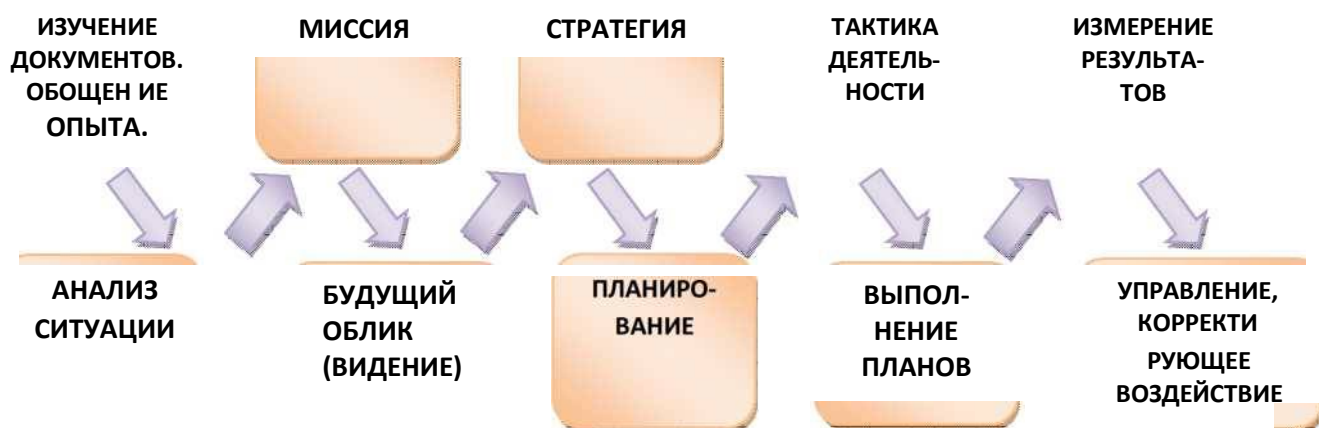 ИЗУЧЕНИЕ
ДОКУМЕНТОВ.
ОБОЩЕН ИЕ
ОПЫТА.
МИССИЯ
СТРАТЕГИЯ
ТАКТИКА
ДЕЯТЕЛЬ-
НОСТИ
ИЗМЕРЕНИЕ
РЕЗУЛЬТА-
ТОВ
АНАЛИЗ
СИТУАЦИИ
БУДУЩИЙ
ОБЛИК
(ВИДЕНИЕ)
ПЛАНИРО-
ВАНИЕ
ВЫПОЛ-
НЕНИЕ
ПЛАНОВ
УПРАВЛЕНИЕ,
КОРРЕКТИ
РУЮЩЕЕ
ВОЗДЕЙСТВИЕ